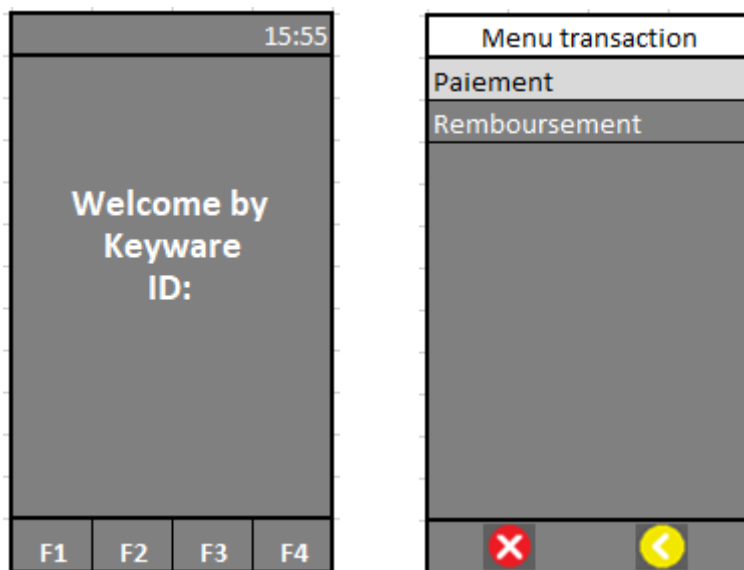 15:55
Welcome by
Keyware
ID:
F1 F2 F3 F4
Menu transaction
Paiement
Remboursement